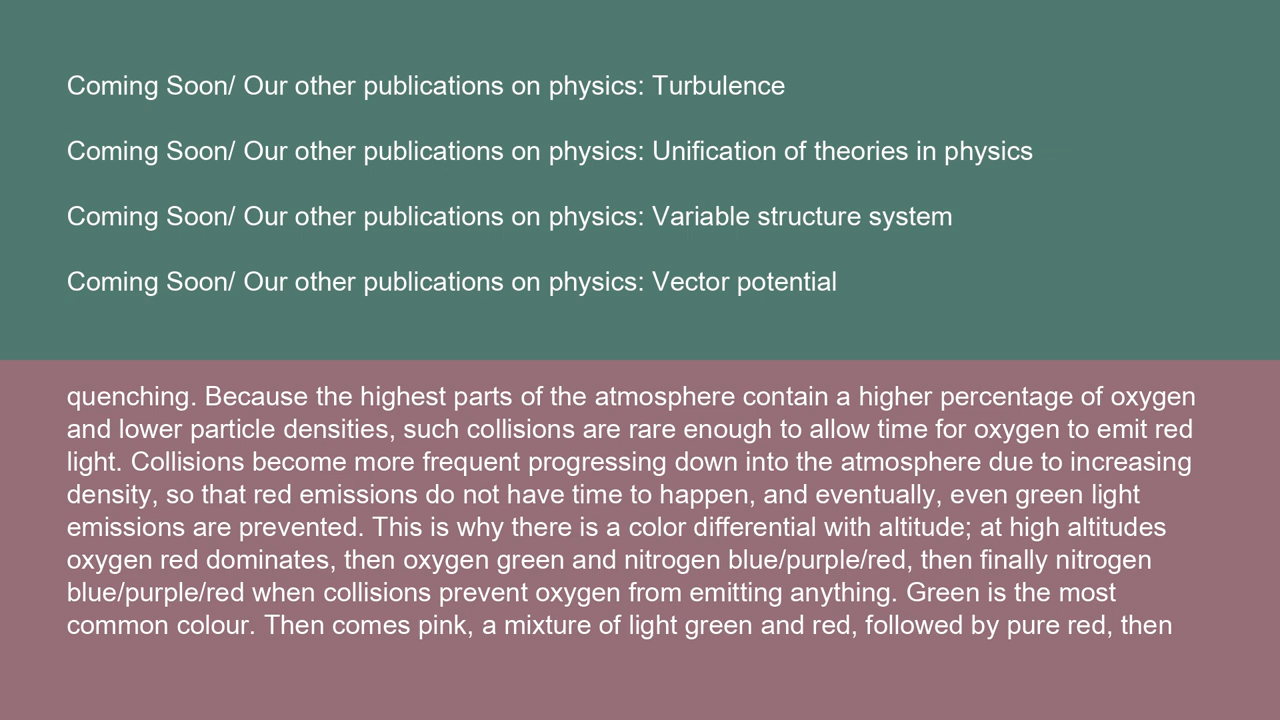 Coming Soon/ Our other publications on physics: Turbulence
Coming Soon/ Our other publications on physics: Unification of theories in physics
Coming Soon/ Our other publications on physics: Variable structure system
Coming Soon/ Our other publications on physics: Vector potential
quenching. Because the highest parts of the atmosphere contain a higher percentage of oxygen
and lower particle densities, such collisions are rare enough to allow time for oxygen to emit red
light. Collisions become more frequent progressing down into the atmosphere due to increasing
density, so that red emissions do not have time to happen, and eventually, even green light
emissions are prevented. This is why there is a color differential with altitude; at high altitudes
oxygen red dominates, then oxygen green and nitrogen blue/purple/red, then finally nitrogen
blue/purple/red when collisions prevent oxygen from emitting anything. Green is the most
common colour. Then comes pink, a mixture of light green and red, followed by pure red, then